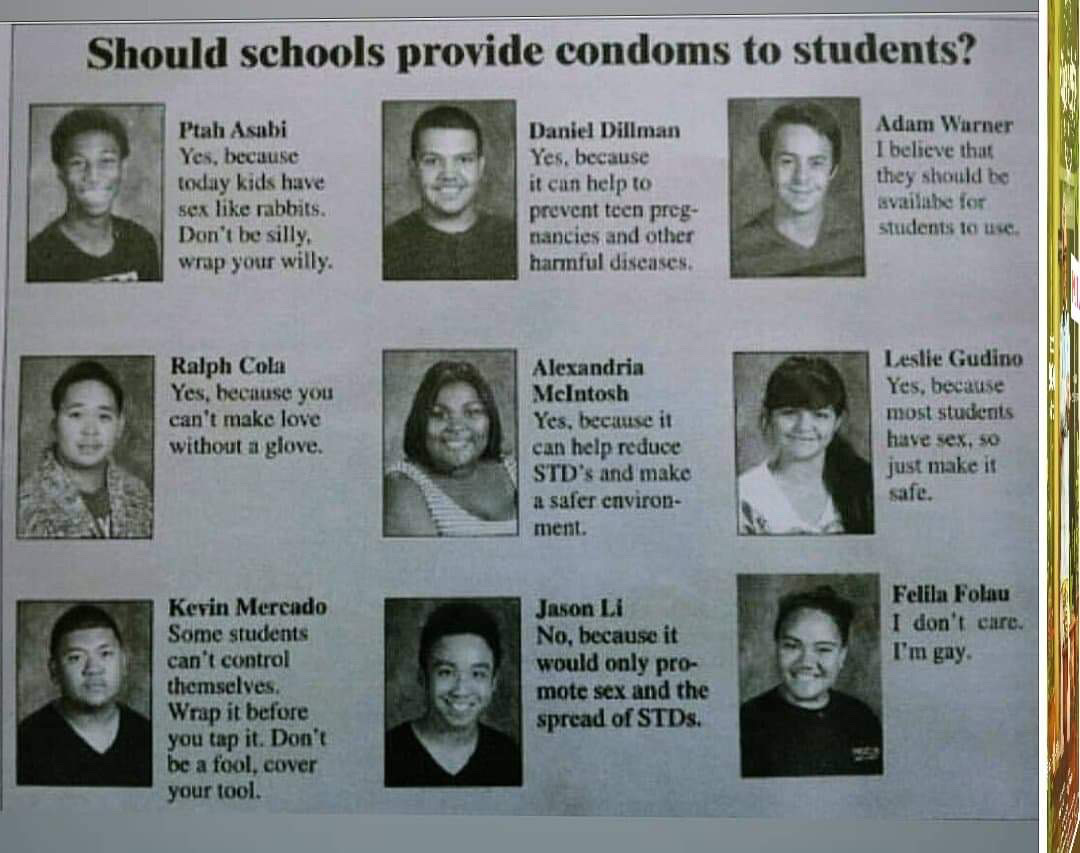 Should schools provide condoms to students?
Ptah Asabi
Yes, because
today kids have
sex like rabbits.
Don't be silly,
wrap your willy.
Daniel Dillman
Yes, because
it can help to
prevent teen preg-
nancies and other
harmful diseases.
Adam Warner
I believe that
they should be
availabe for
students to use.
Ralph Cola
Yes, because you
can't make love
without a glove.
Alexandria
McIntosh
Yes, because it
can help reduce
STD's and make
a safer environ-
ment.
Leslie Gudino
Yes, because
most students
have sex, so
just make it
safe.
Kevin Mercado
Some students
can't control
themselves.
Wrap it before
you tap it. Don't
be a fool, cover
your tool.
Jason Li
No, because it
would only pro-
mote sex and the
spread of STDs.
Felila Folau
I don't care.
I'm gay.